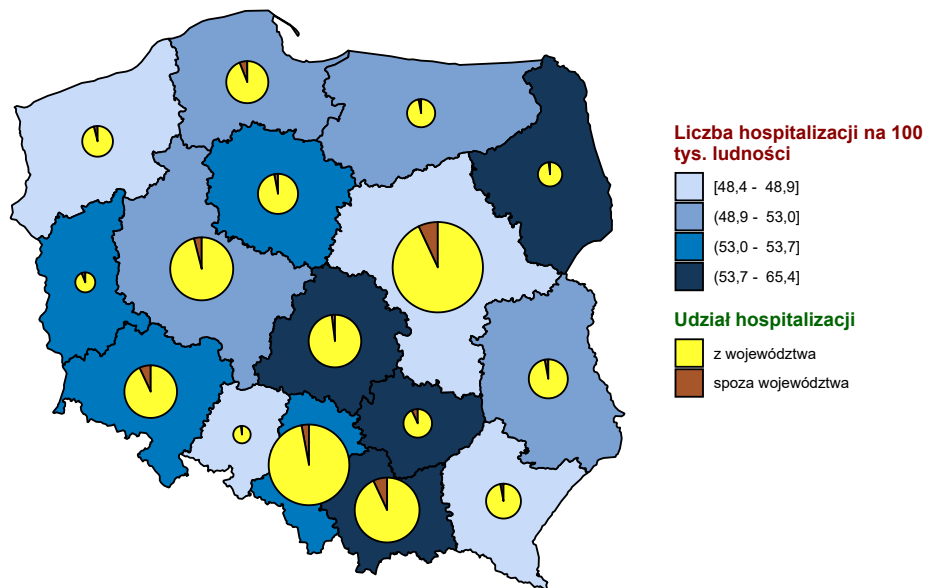 Liczba hospitalizacji na 100
tys. ludności
[48,4 - 48,9]
(48,9 - 53,0]
(53,0 - 53,7]
(53,7 - 65,4]
Udział hospitalizacji
z województwa
spoza województwa